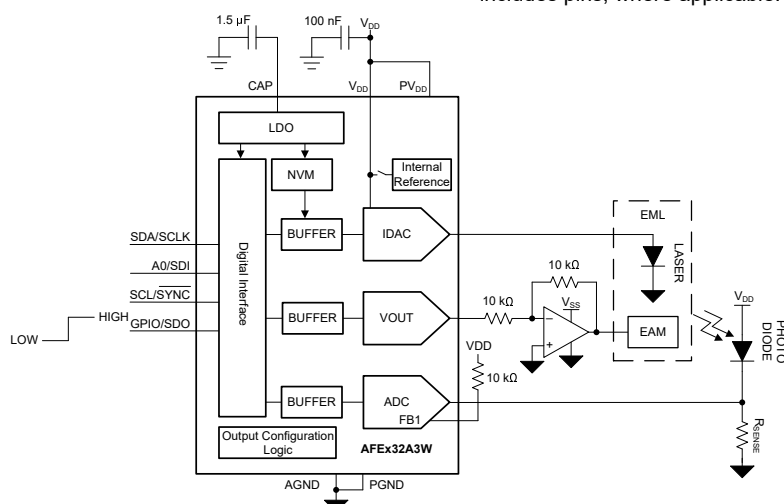 includes pins, where applicable.
1.5 µF
100 nF
VDD
CAP
VDD
PVDD
LDO
NVM
Internal
Reference
Digital Interface
BUFFER
IDAC
EML
LASER
SDA/SCLK
A0/SDI
SCL/SYNC
HIGH
LOW
GPIO/SDO
BUFFER
VOUT
10 kΩ
10 kΩ
VSS
EAM
VDD
PHOTO
DIODE
VDD
10 kΩ
BUFFER
ADC
FB1
RSENSE
Output Configuration
Logic
AFEx32A3W
AGND
PGND